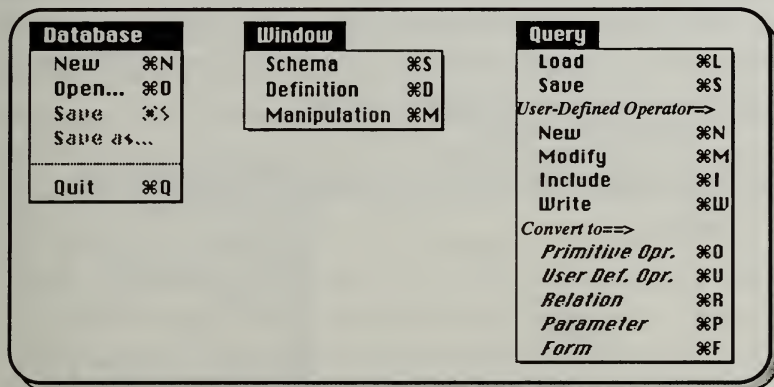 Database
New ⌘N
Open... ⌘O
Save ⌘S
Save as...
Quit ⌘Q
Window
Schema ⌘S
Definition ⌘D
Manipulation ⌘M
Query
Load ⌘L
Save ⌘S
User-Defined Operator=>
New ⌘N
Modify ⌘M
Include ⌘I
Write ⌘W
Convert to==>
Primitive Opr. ⌘O
User Def. Opr. ⌘U
Relation ⌘R
Parameter ⌘P
Form ⌘F